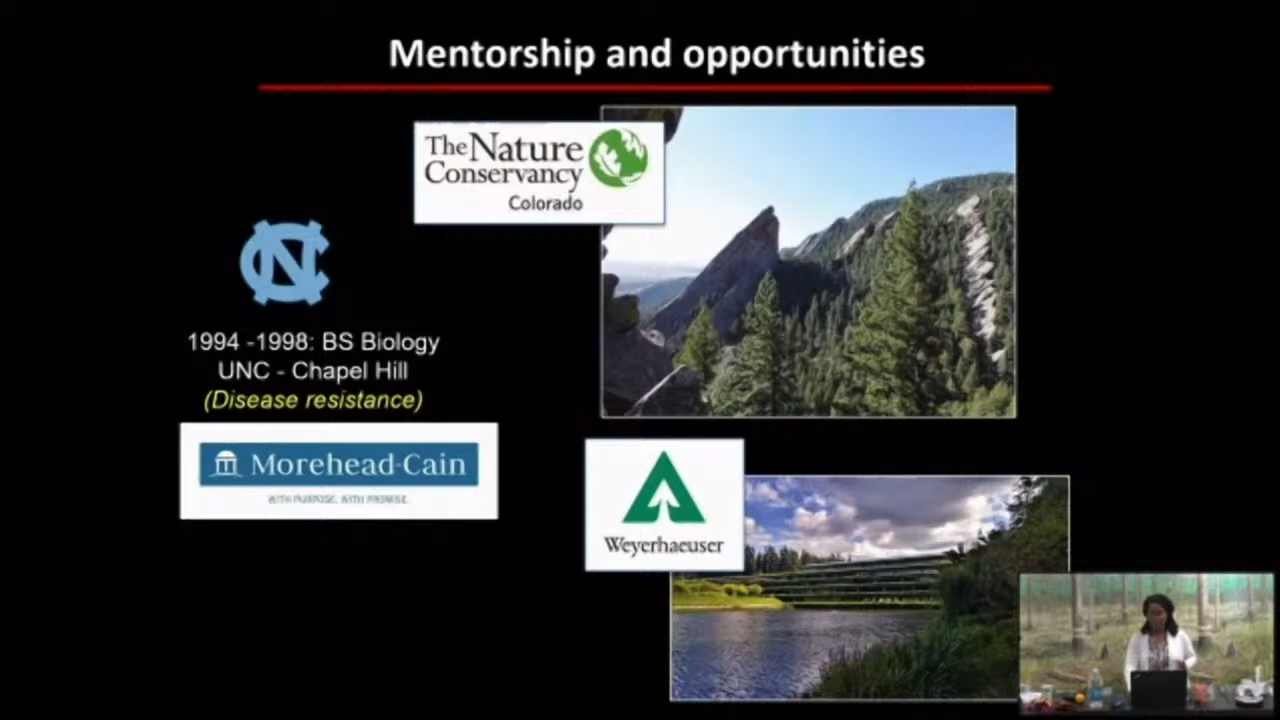 Mentorship and opportunities
The Nature
Conservancy
Colorado
NC
1994 -1998: BS Biology
UNC - Chapel Hill
(Disease resistance)
Morehead-Cain
WITH PURPOSE. WITH PROMISE.
Weyerhaeuser